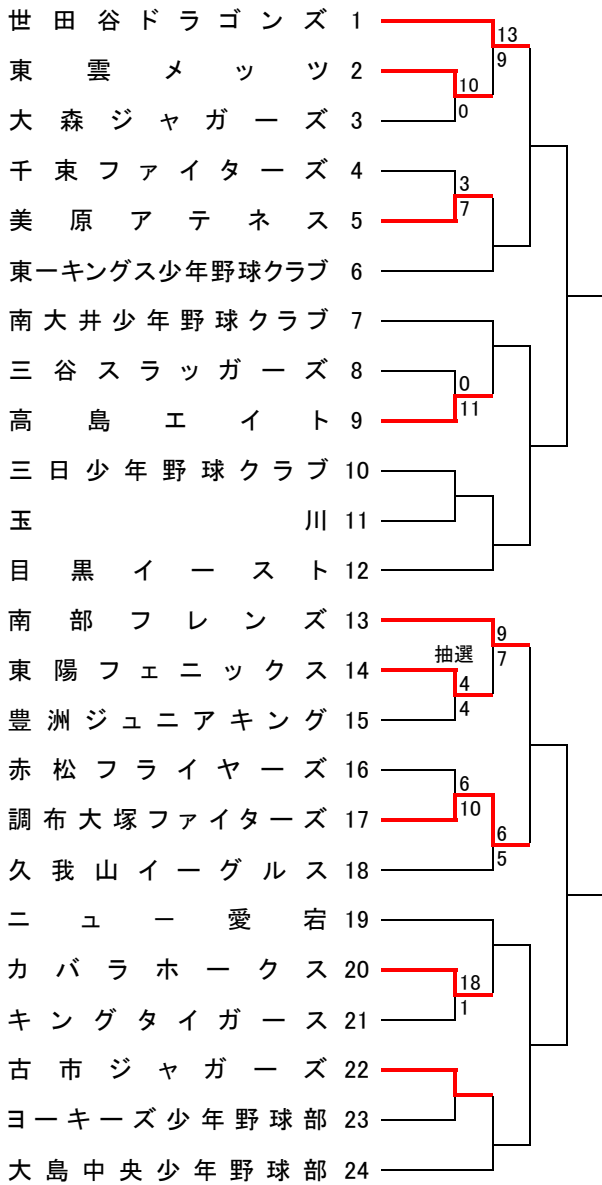 世田谷ドラゴンズ 1
13
東雲メッツ 2
9
10
大森ジャガーズ 3
0
千束ファイターズ 4
3
美原アテネス 5
7
東一キングス少年野球クラブ 6
南大井少年野球クラブ 7
三谷スラッガーズ 8
0
高島エイト 9
11
三日少年野球クラブ 10
玉川 11
目黒イースト 12
南部フレンズ 13
9
抽選
7
東陽フェニックス 14
4
豊洲ジュニアキング 15
4
赤松フライヤーズ 16
6
調布大塚ファイターズ 17
10
6
久我山イーグルス 18
5
ニュー愛宕 19
カバラホークス 20
18
キングタイガース 21
1
古市ジャガーズ 22
ヨーキーズ少年野球部 23
大島中央少年野球部 24